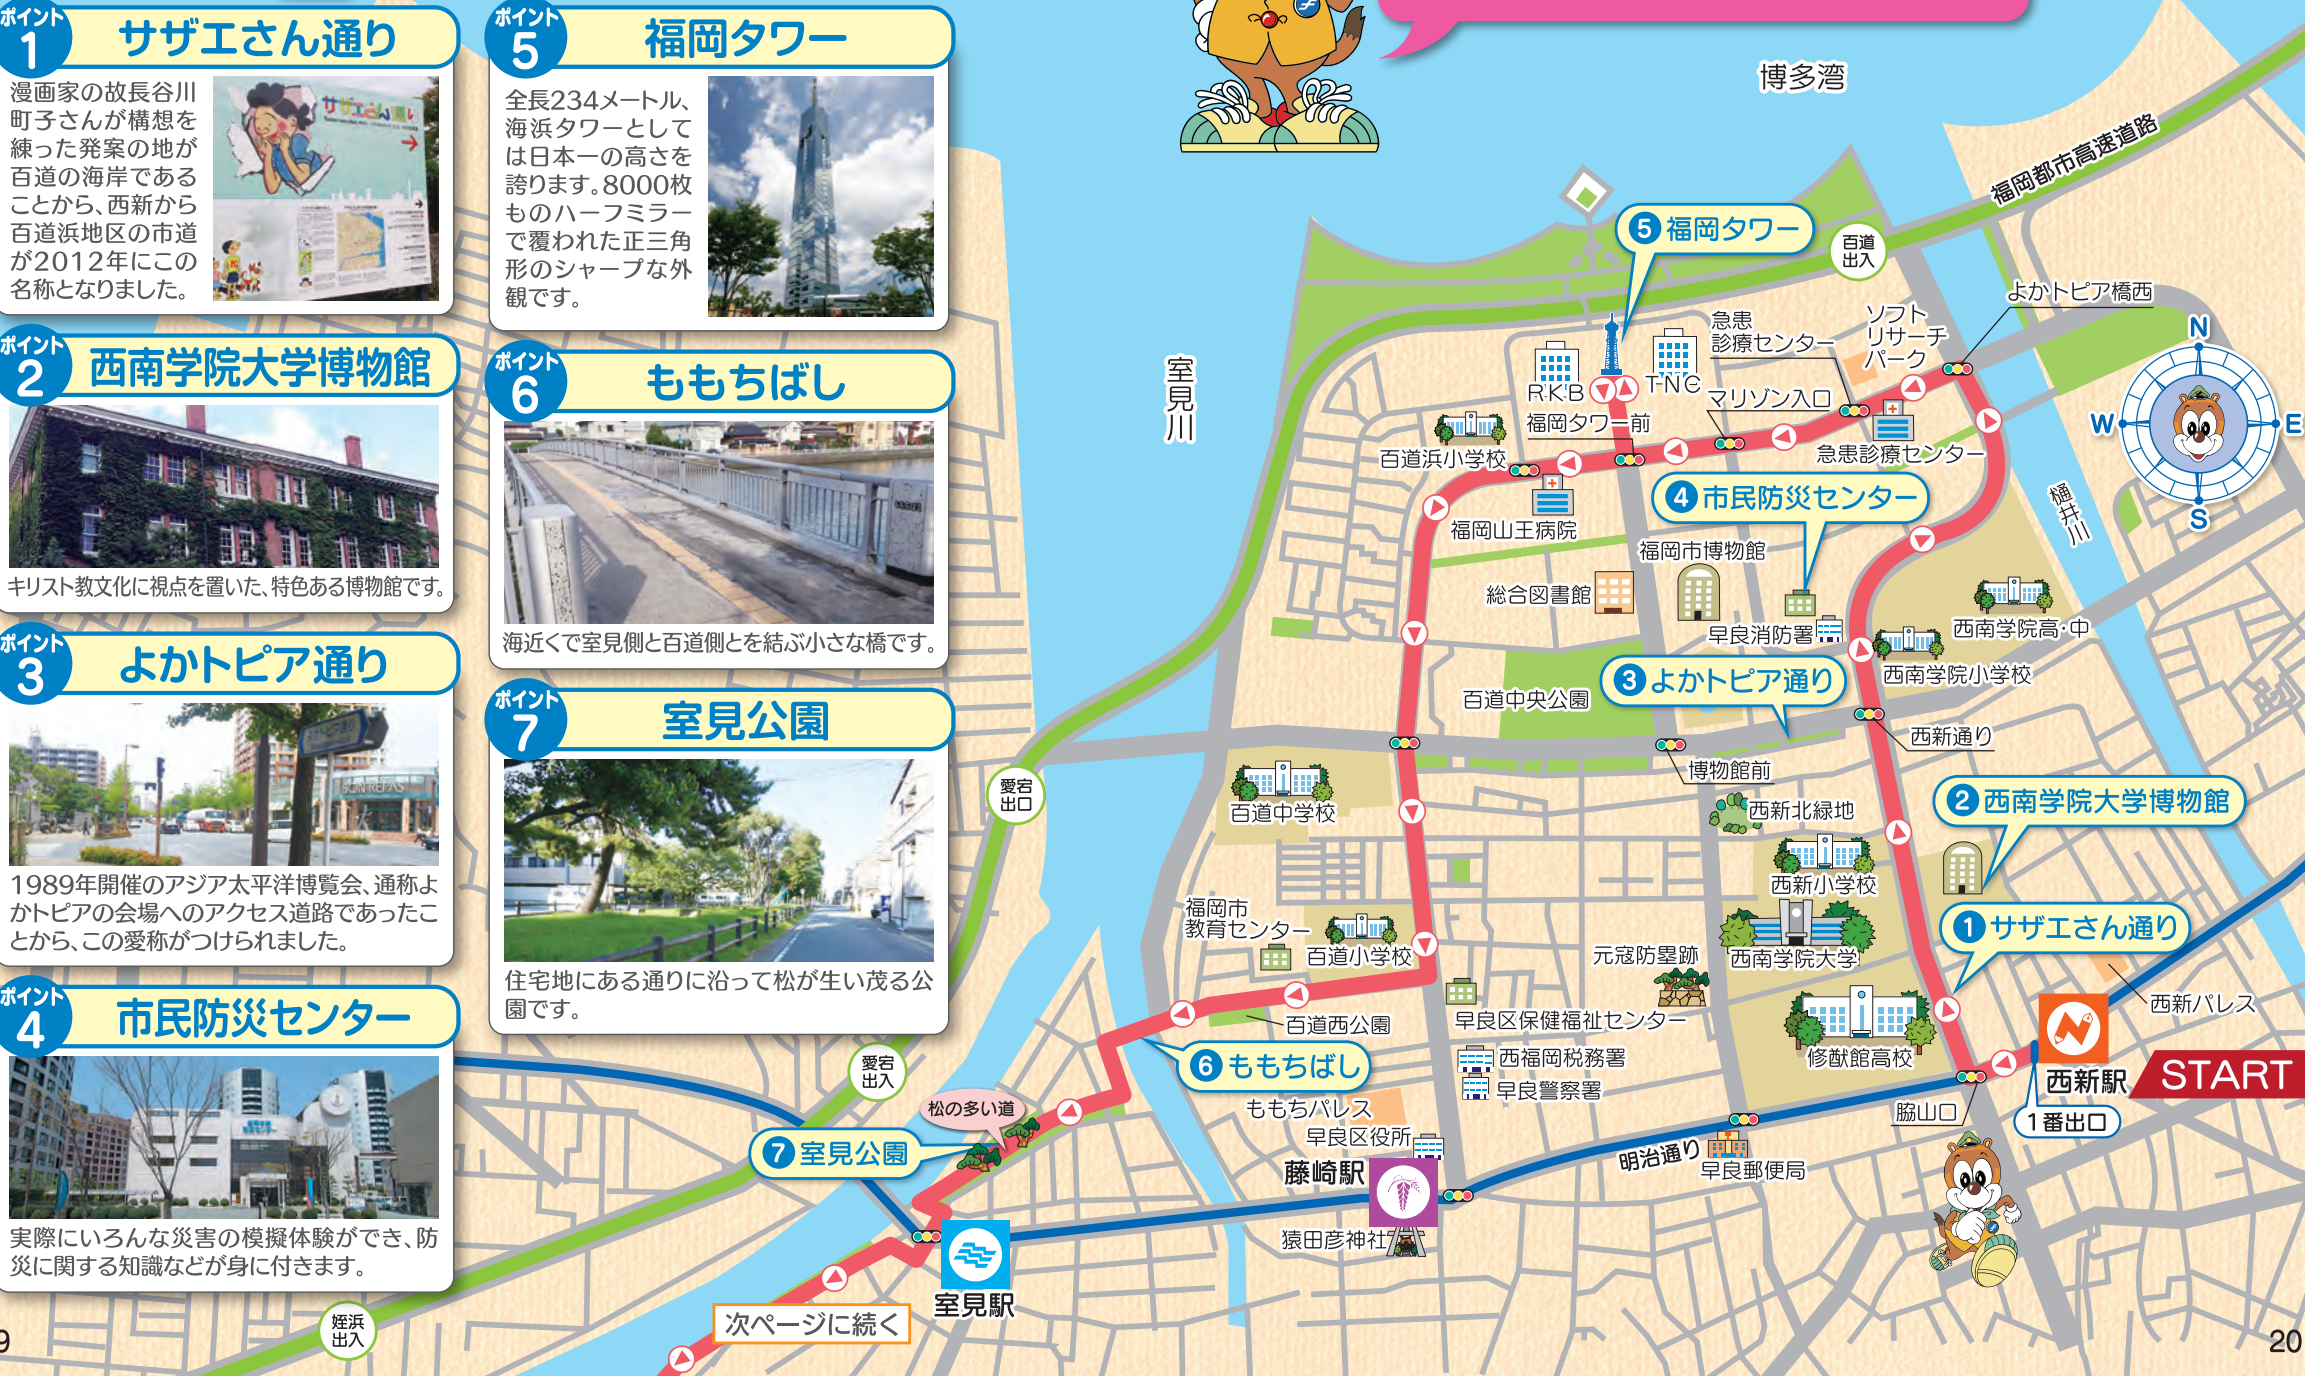 ポイント
1
サザエさん通り
漫画家の故長谷川
町子さんが構想を
練った発案の地が
百道の海岸である
ことから、西新から
百道浜地区の市道
が2012年にこの
名称となりました。
サザエさん通り
ポイント
2
西南学院大学博物館
キリスト教文化に視点を置いた、特色ある博物館です。
ポイント
3
よかトピア通り
1989年開催のアジア太平洋博覧会、通称よ
かトピアの会場へのアクセス道路であったこ
とから、この愛称がつけられました。
ポイント
4
市民防災センター
実際にいろんな災害の模擬体験ができ、防
災に関する知識などが身に付きます。
ポイント
5
福岡タワー
全長234メートル、
海浜タワーとして
は日本一の高さを
誇ります。8000枚
ものハーフミラー
で覆われた正三角
形のシャープな外
観です。
ポイント
6
ももちばし
海近くで室見側と百道側とを結ぶ小さな橋です。
ポイント
7
室見公園
住宅地にある通りに沿って松が生い茂る公
園です。
博多湾
福岡都市高速道路
百道
出入
5 福岡タワー
よかトピア橋西
ソフト
リサーチ
パーク
急患
診療センター
N
W
E
S
室見川
RKB
TNC
マリゾン入口
福岡タワー前
百道浜小学校
急患診療センター
4 市民防災センター
樋井川
福岡山王病院
福岡市博物館
総合図書館
早良消防署
西南学院高・中
西南学院小学校
3 よかトピア通り
百道中央公園
西新通り
博物館前
愛宕
出口
百道中学校
西新北緑地
2 西南学院大学博物館
西新小学校
福岡市
教育センター
百道小学校
元寇防塁跡
西南学院大学
1 サザエさん通り
西新パレス
百道西公園
早良区保健福祉センター
修猷館高校
愛宕
出入
6 ももちばし
西福岡税務署
早良警察署
西新駅
START
1番出口
脇山口
松の多い道
ももちパレス
早良区役所
7 室見公園
藤崎駅
明治通り
早良郵便局
猿田彦神社
室見駅
次ページに続く
姪浜
出入
9
20